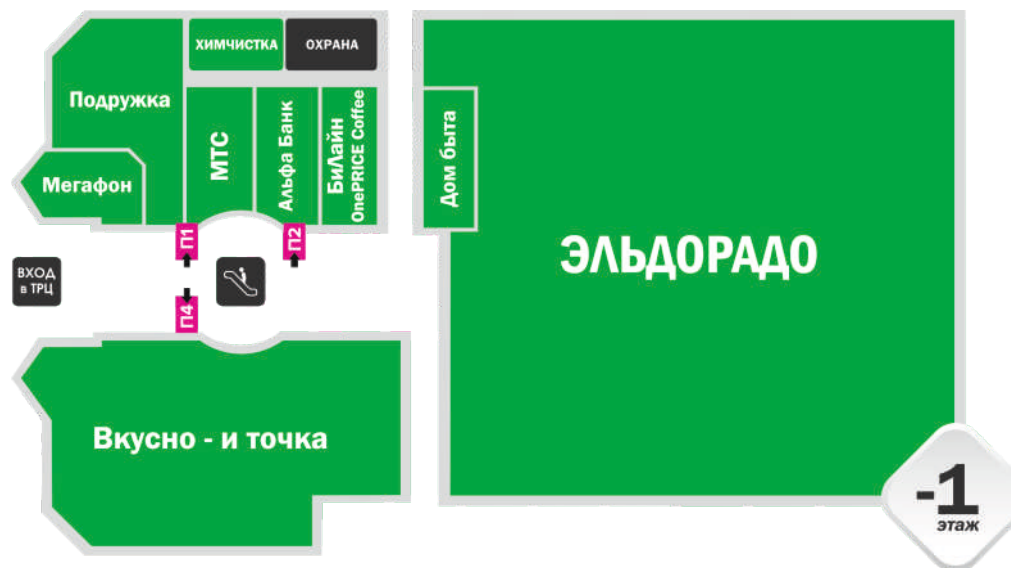 ХИМЧИСТКА
ОХРАНА
Подружка
Мегафон
МТС
Альфа Банк
БиЛайн
OnePRICE Coffee
Дом быта
ЭЛЬДОРАДО
П1
П2
ВХОД
в ТРЦ
П4
Вкусно - и точка
-1
этаж